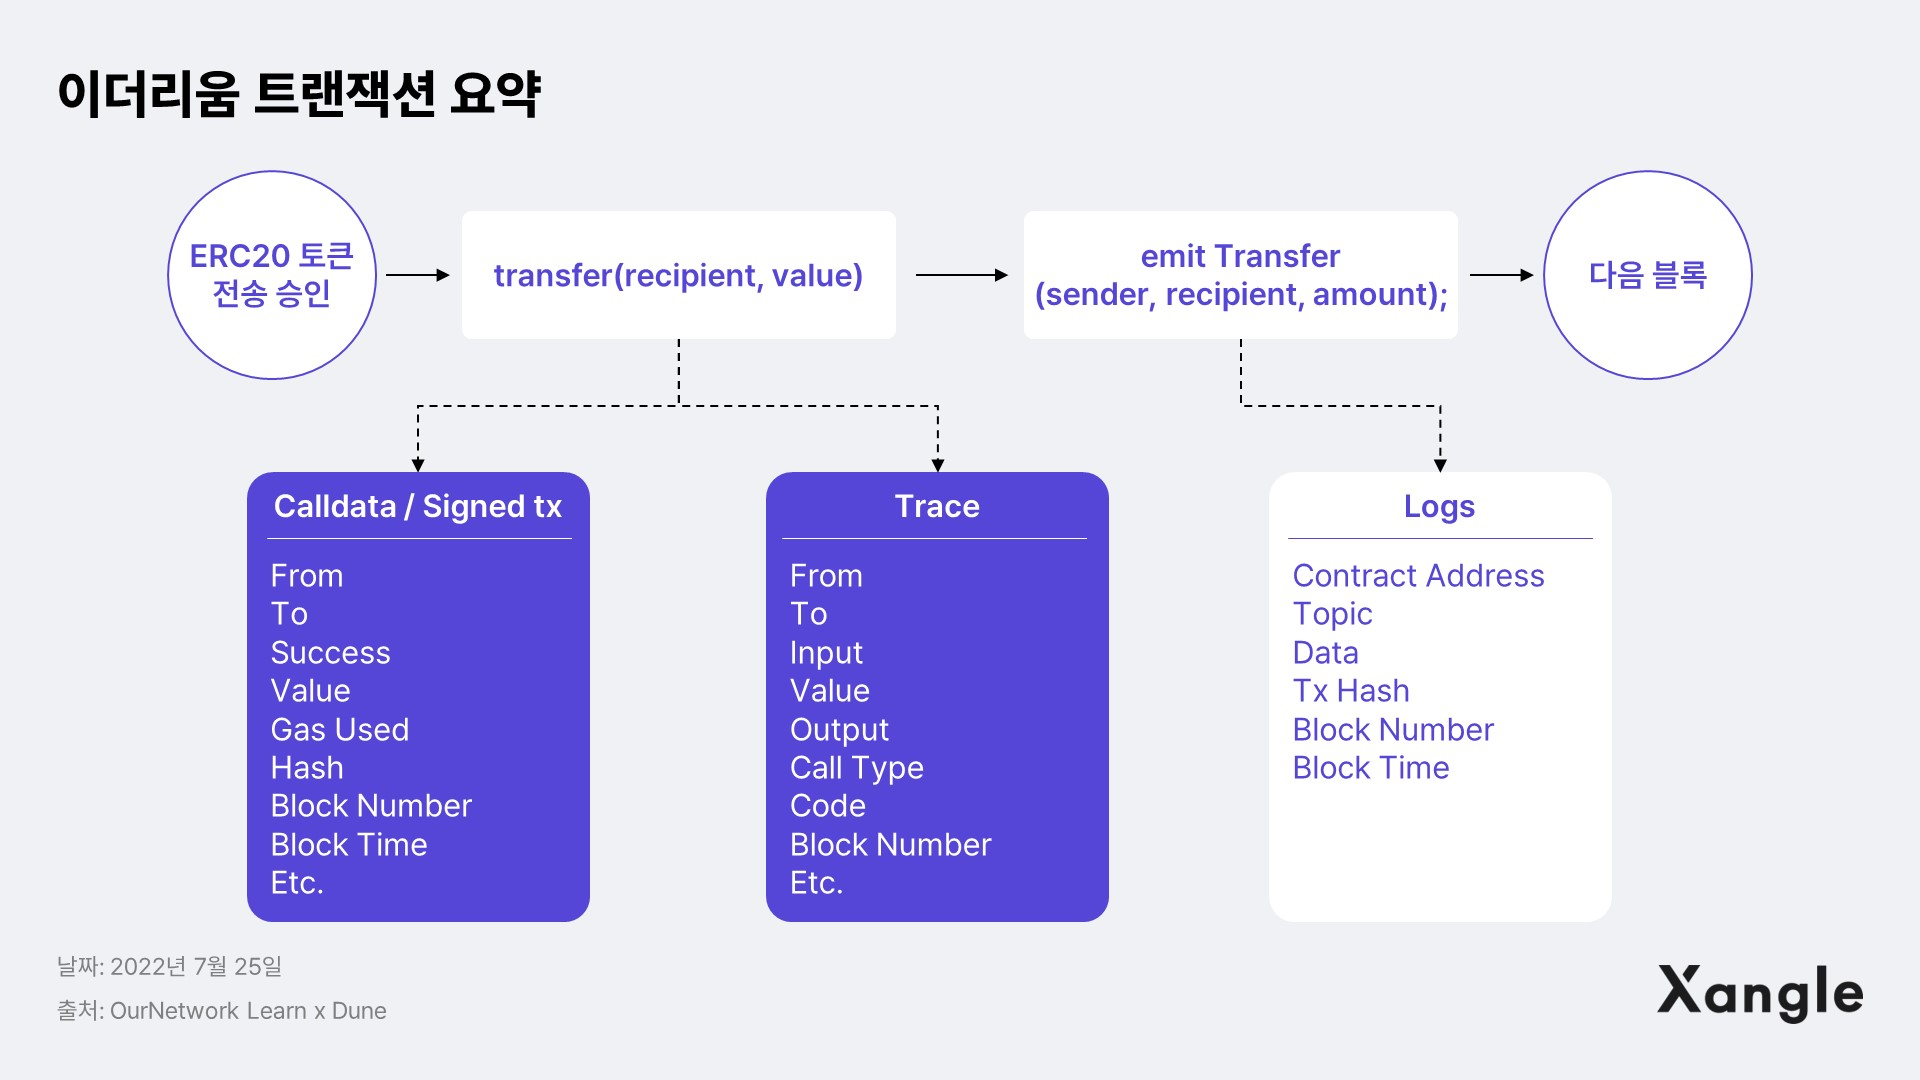 이더리움 트랜잭션 요약
ERC20 토큰
전송 승인
transfer(recipient, value)
emit Transfer
(sender, recipient, amount);
다음 블록
Calldata / Signed tx
From
To
Success
Value
Gas Used
Hash
Block Number
Block Time
Etc.
Trace
From
To
Input
Value
Output
Call Type
Code
Block Number
Etc.
Logs
Contract Address
Topic
Data
Tx Hash
Block Number
Block Time
날짜: 2022년 7월 25일
출처: OurNetwork Learn x Dune
Xangle